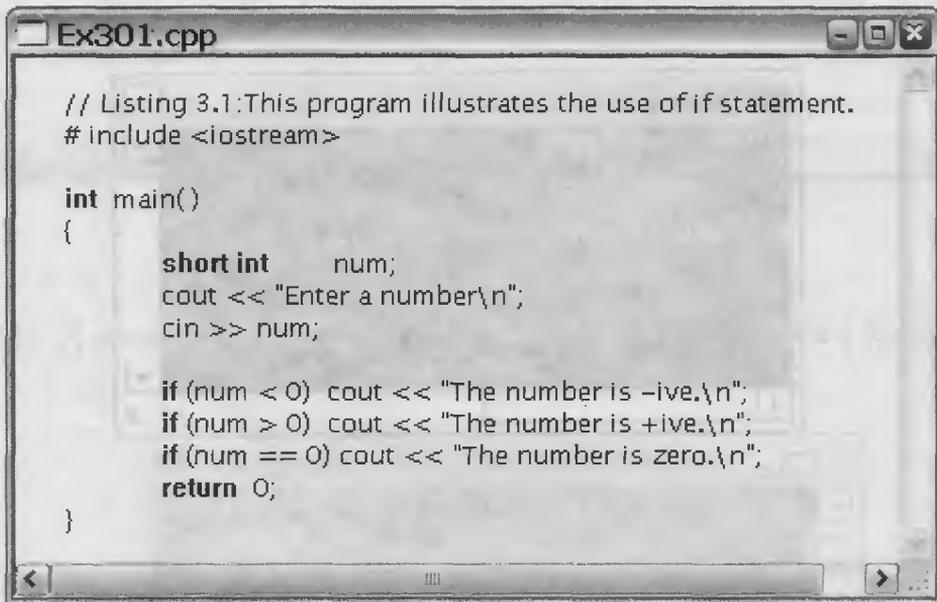 Ex301.cpp
// Listing 3.1:This program illustrates the use of if statement.
# include <iostream>
int main()
{
short int num;
cout << "Enter a number\n";
cin >> num;
if (num < 0) cout << "The number is –ive.\n";
if (num > 0) cout << "The number is +ive.\n";
if (num == 0) cout << "The number is zero.\n";
return 0;
}